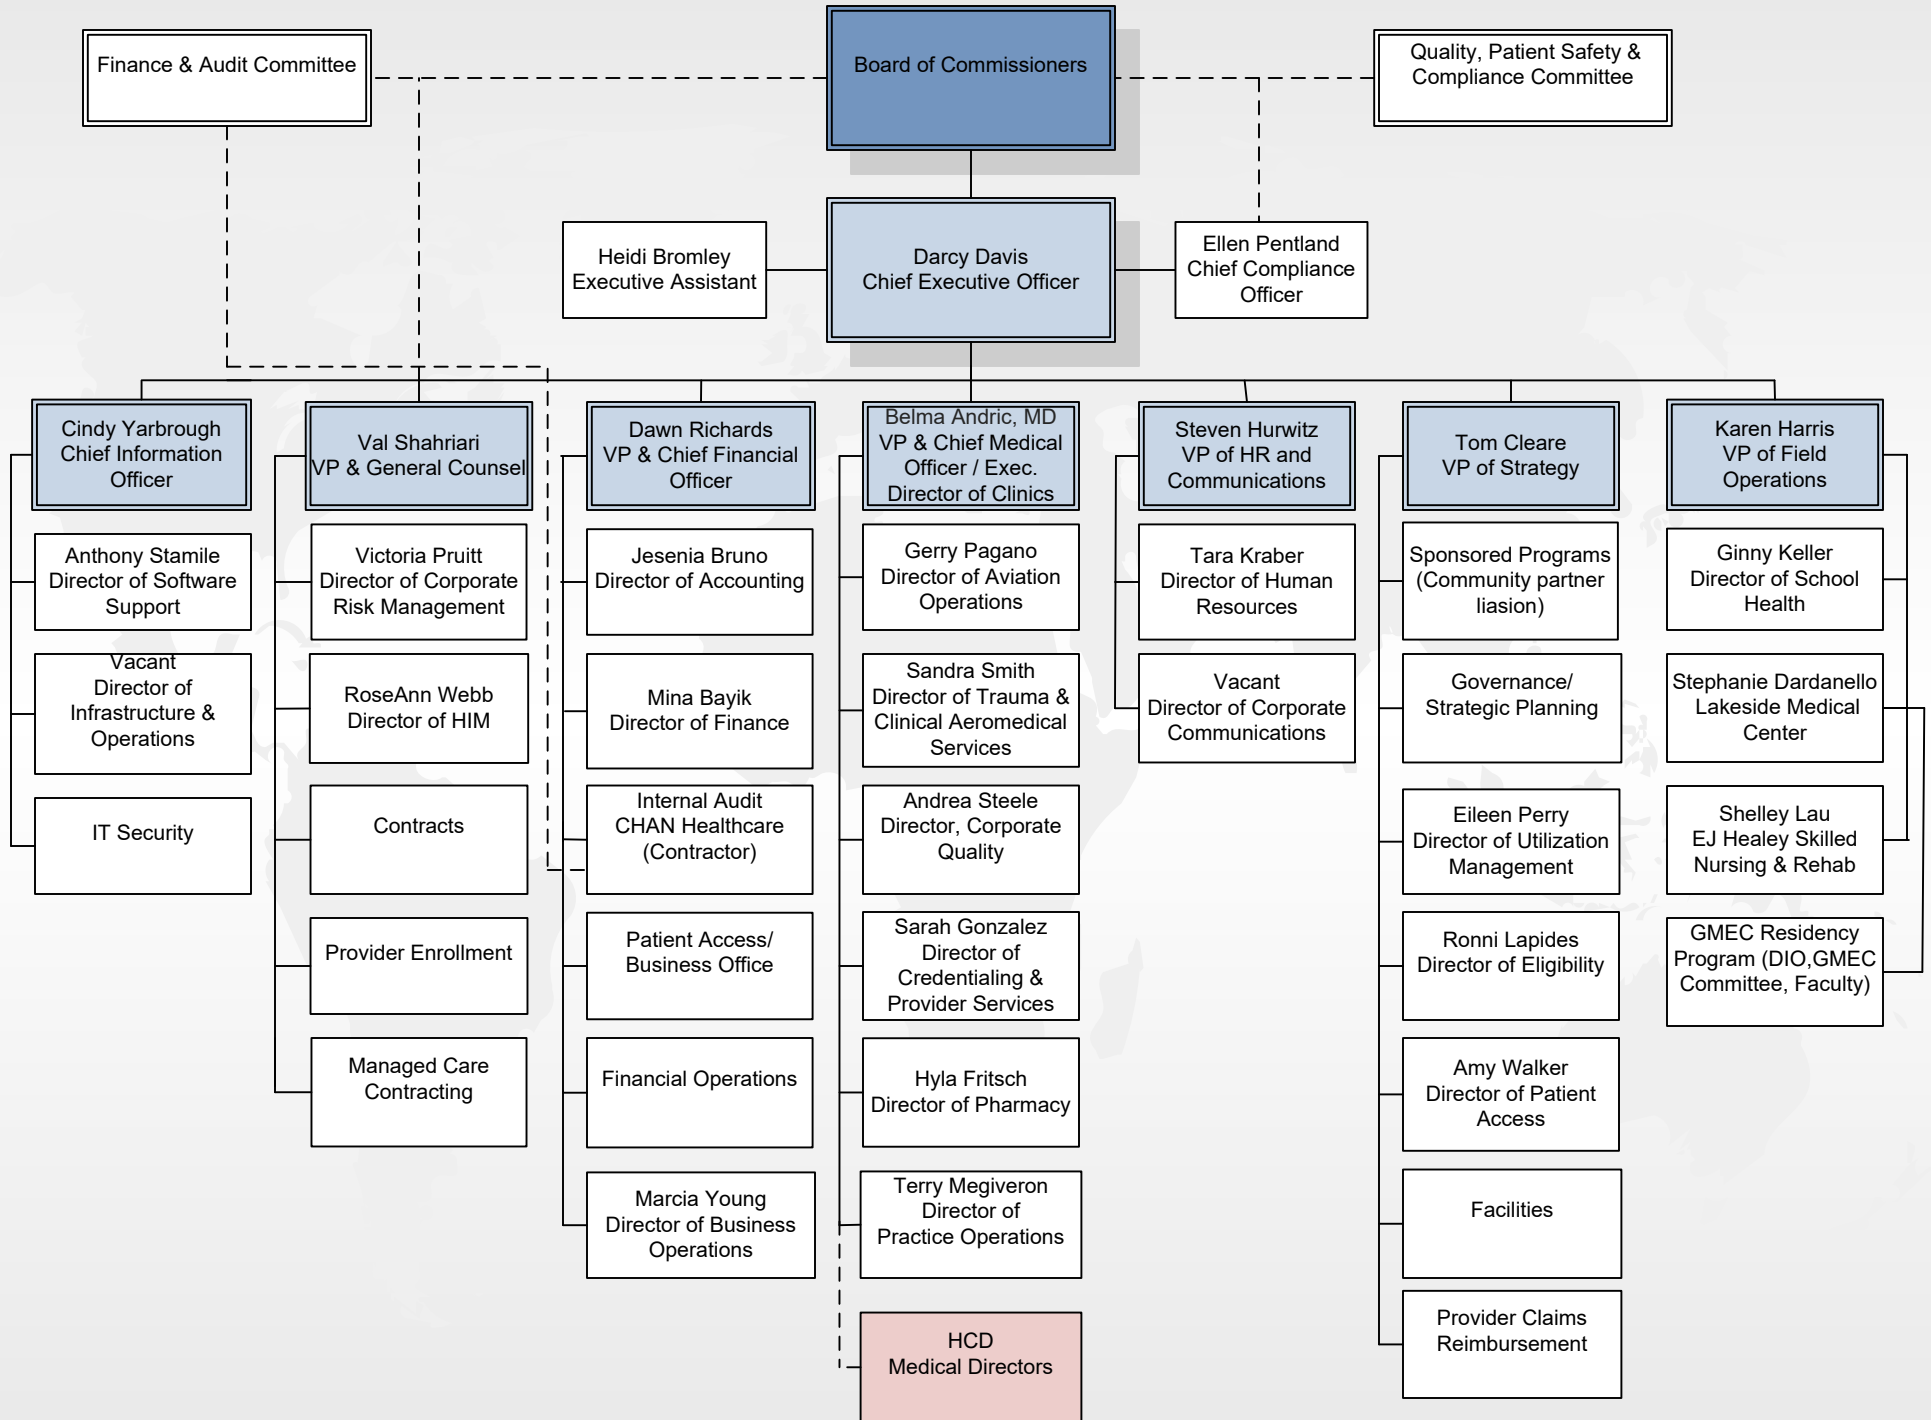 Finance & Audit Committee
Board of Commissioners
Quality, Patient Safety &
Compliance Committee
Heidi Bromley
Executive Assistant
Darcy Davis
Chief Executive Officer
Ellen Pentland
Chief Compliance
Officer
Cindy Yarbrough
Chief Information
Officer
Anthony Stamile
Director of Software
Support
Vacant
Director of
Infrastructure &
Operations
IT Security
Val Shahriari
VP & General Counsel
Victoria Pruitt
Director of Corporate
Risk Management
RoseAnn Webb
Director of HIM
Contracts
Provider Enrollment
Managed Care
Contracting
Dawn Richards
VP & Chief Financial
Officer
Jesenia Bruno
Director of Accounting
Mina Bayik
Director of Finance
Internal Audit
CHAN Healthcare
(Contractor)
Patient Access/
Business Office
Financial Operations
Marcia Young
Director of Business
Operations
Belma Andric, MD
VP & Chief Medical
Officer / Exec.
Director of Clinics
Gerry Pagano
Director of Aviation
Operations
Sandra Smith
Director of Trauma &
Clinical Aeromedical
Services
Andrea Steele
Director, Corporate
Quality
Sarah Gonzalez
Director of
Credentialing &
Provider Services
Hyla Fritsch
Director of Pharmacy
Terry Megiveron
Director of
Practice Operations
HCD
Medical Directors
Steven Hurwitz
VP of HR and
Communications
Tara Kraber
Director of Human
Resources
Vacant
Director of Corporate
Communications
Tom Cleare
VP of Strategy
Sponsored Programs
(Community partner
liasion)
Governance/
Strategic Planning
Eileen Perry
Director of Utilization
Management
Ronni Lapides
Director of Eligibility
Amy Walker
Director of Patient
Access
Facilities
Provider Claims
Reimbursement
Karen Harris
VP of Field
Operations
Ginny Keller
Director of School
Health
Stephanie Dardanello
Lakeside Medical
Center
Shelley Lau
EJ Healey Skilled
Nursing & Rehab
GMEC Residency
Program (DIO,GMEC
Committee, Faculty)